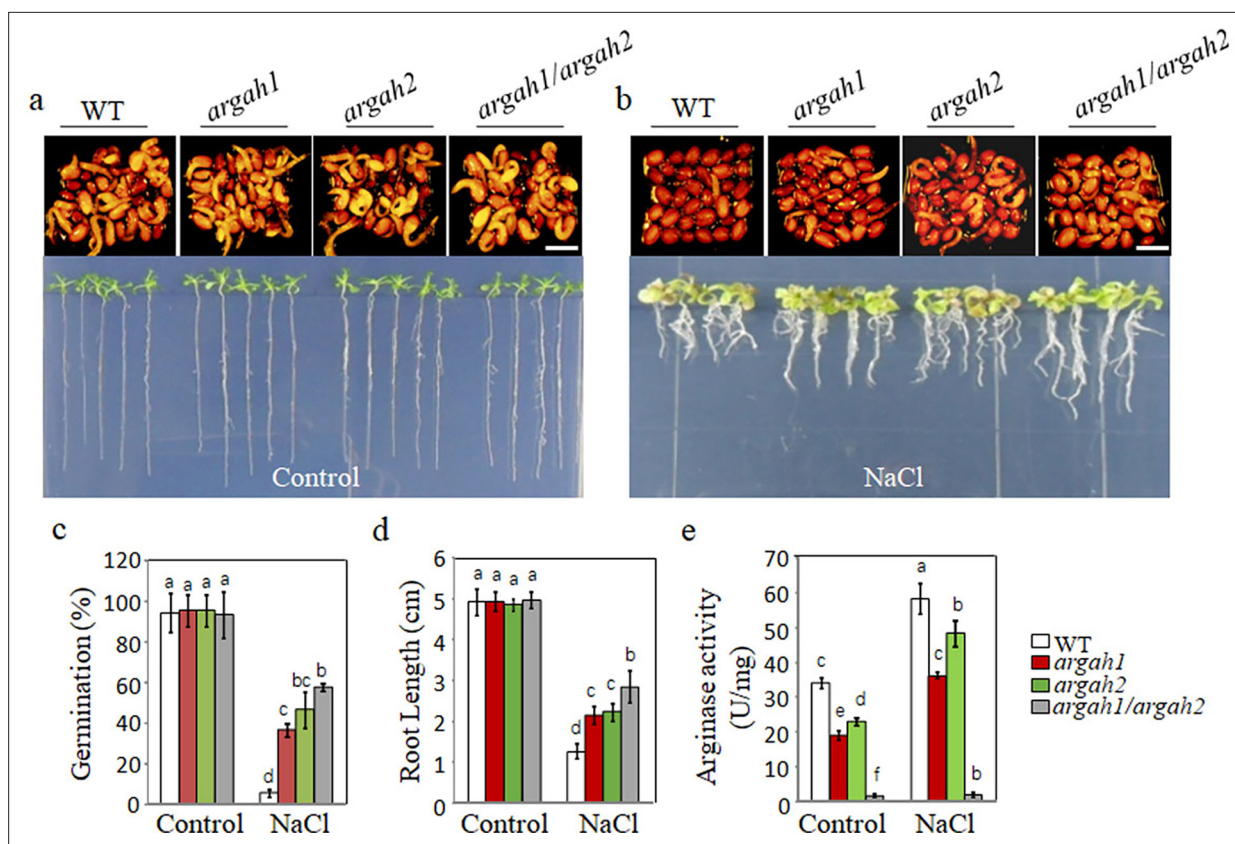 a
WT
argah1
argah2
argah1/argah2
Control
b
WT
argah1
argah2
argah1/argah2
NaCl
c
Germination (%)
120
100
80
60
40
20
0
a a a a
d c bc b
Control NaCl
d
Root Length (cm)
6
5
4
3
2
1
0
a a a a
d c c b
Control NaCl
e
Arginase activity
(U/mg)
70
60
50
40
30
20
10
0
c e d f
a c b b
Control NaCl
WT
argah1
argah2
argah1/argah2